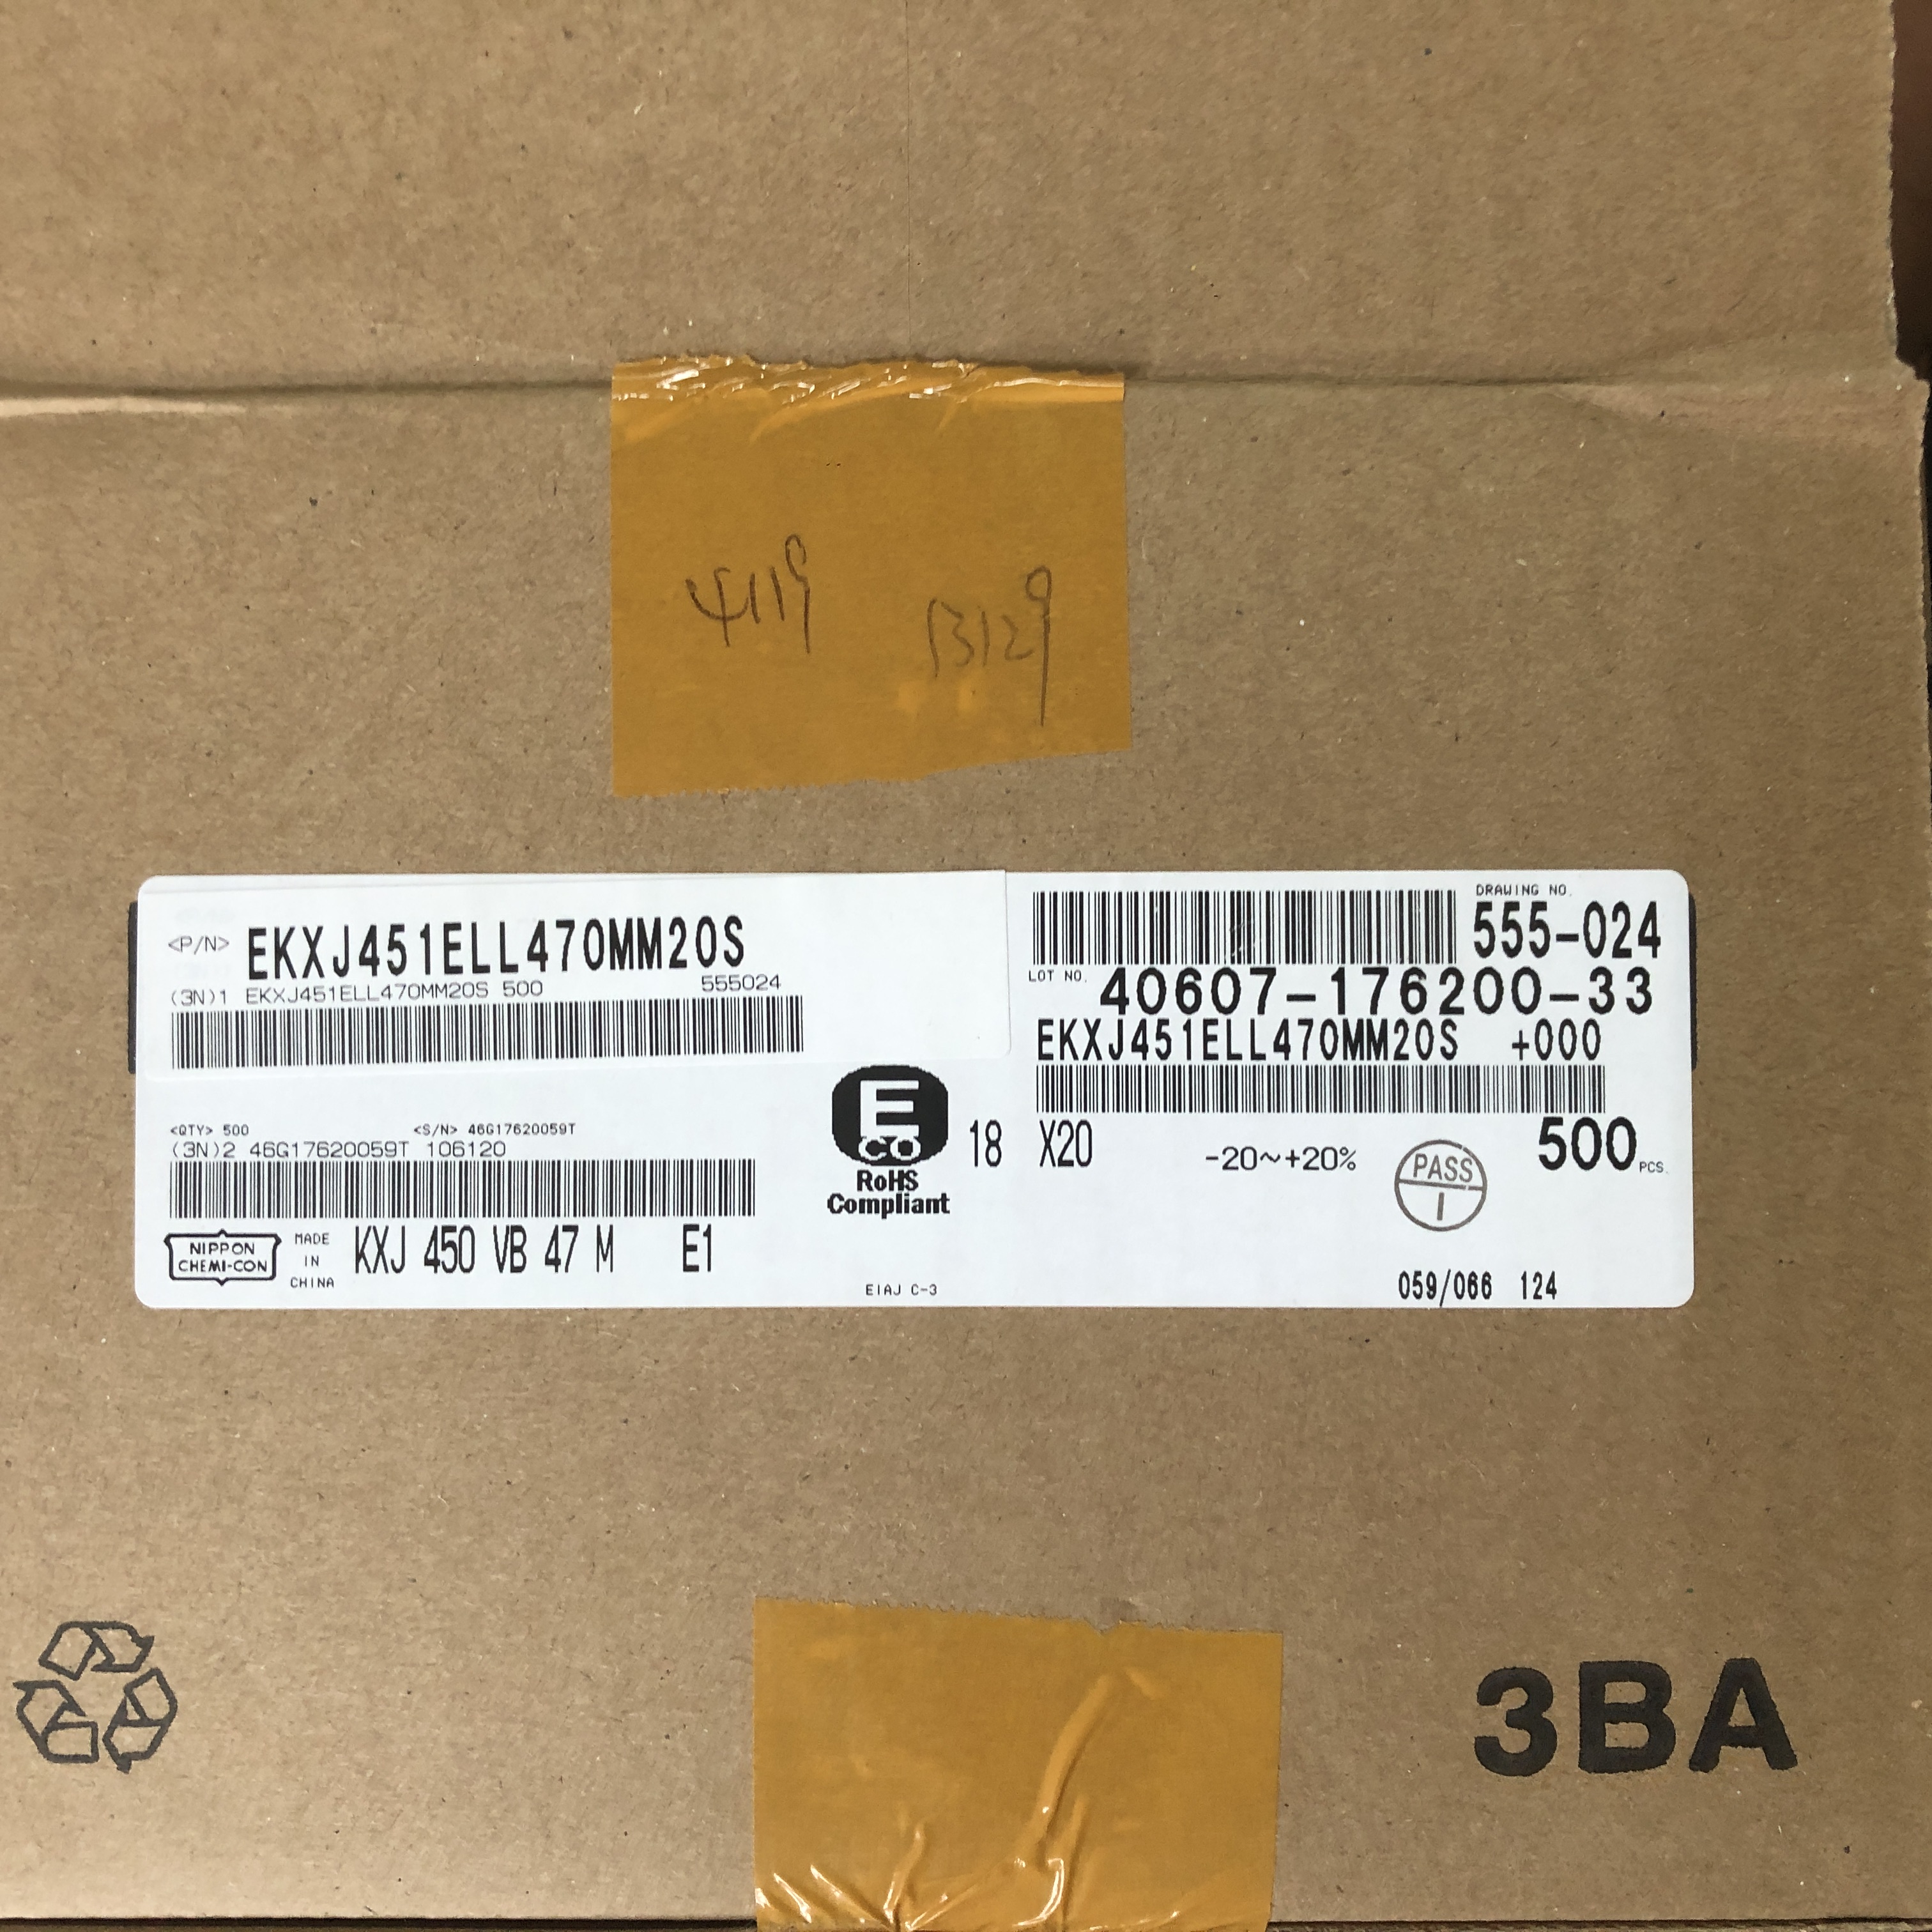 4119 13129
<P/N> EKXJ451ELL470MM20S
(3N)1 EKXJ451ELL470MM20S 500 555024
<QTY> 500 <S/N> 46G17620059T
(3N)2 46G17620059T 106120
NIPPON
CHEMI-CON
MADE
IN
CHINA
KXJ 450 VB 47 M E1
E
CO
RoHS
Compliant
EIAJ C-3
DRAWING NO.
555-024
LOT NO. 40607-176200-33
EKXJ451ELL470MM20S +000
18 X20 -20~+20% PASS 500 PCS.
1
059/066 124
3BA